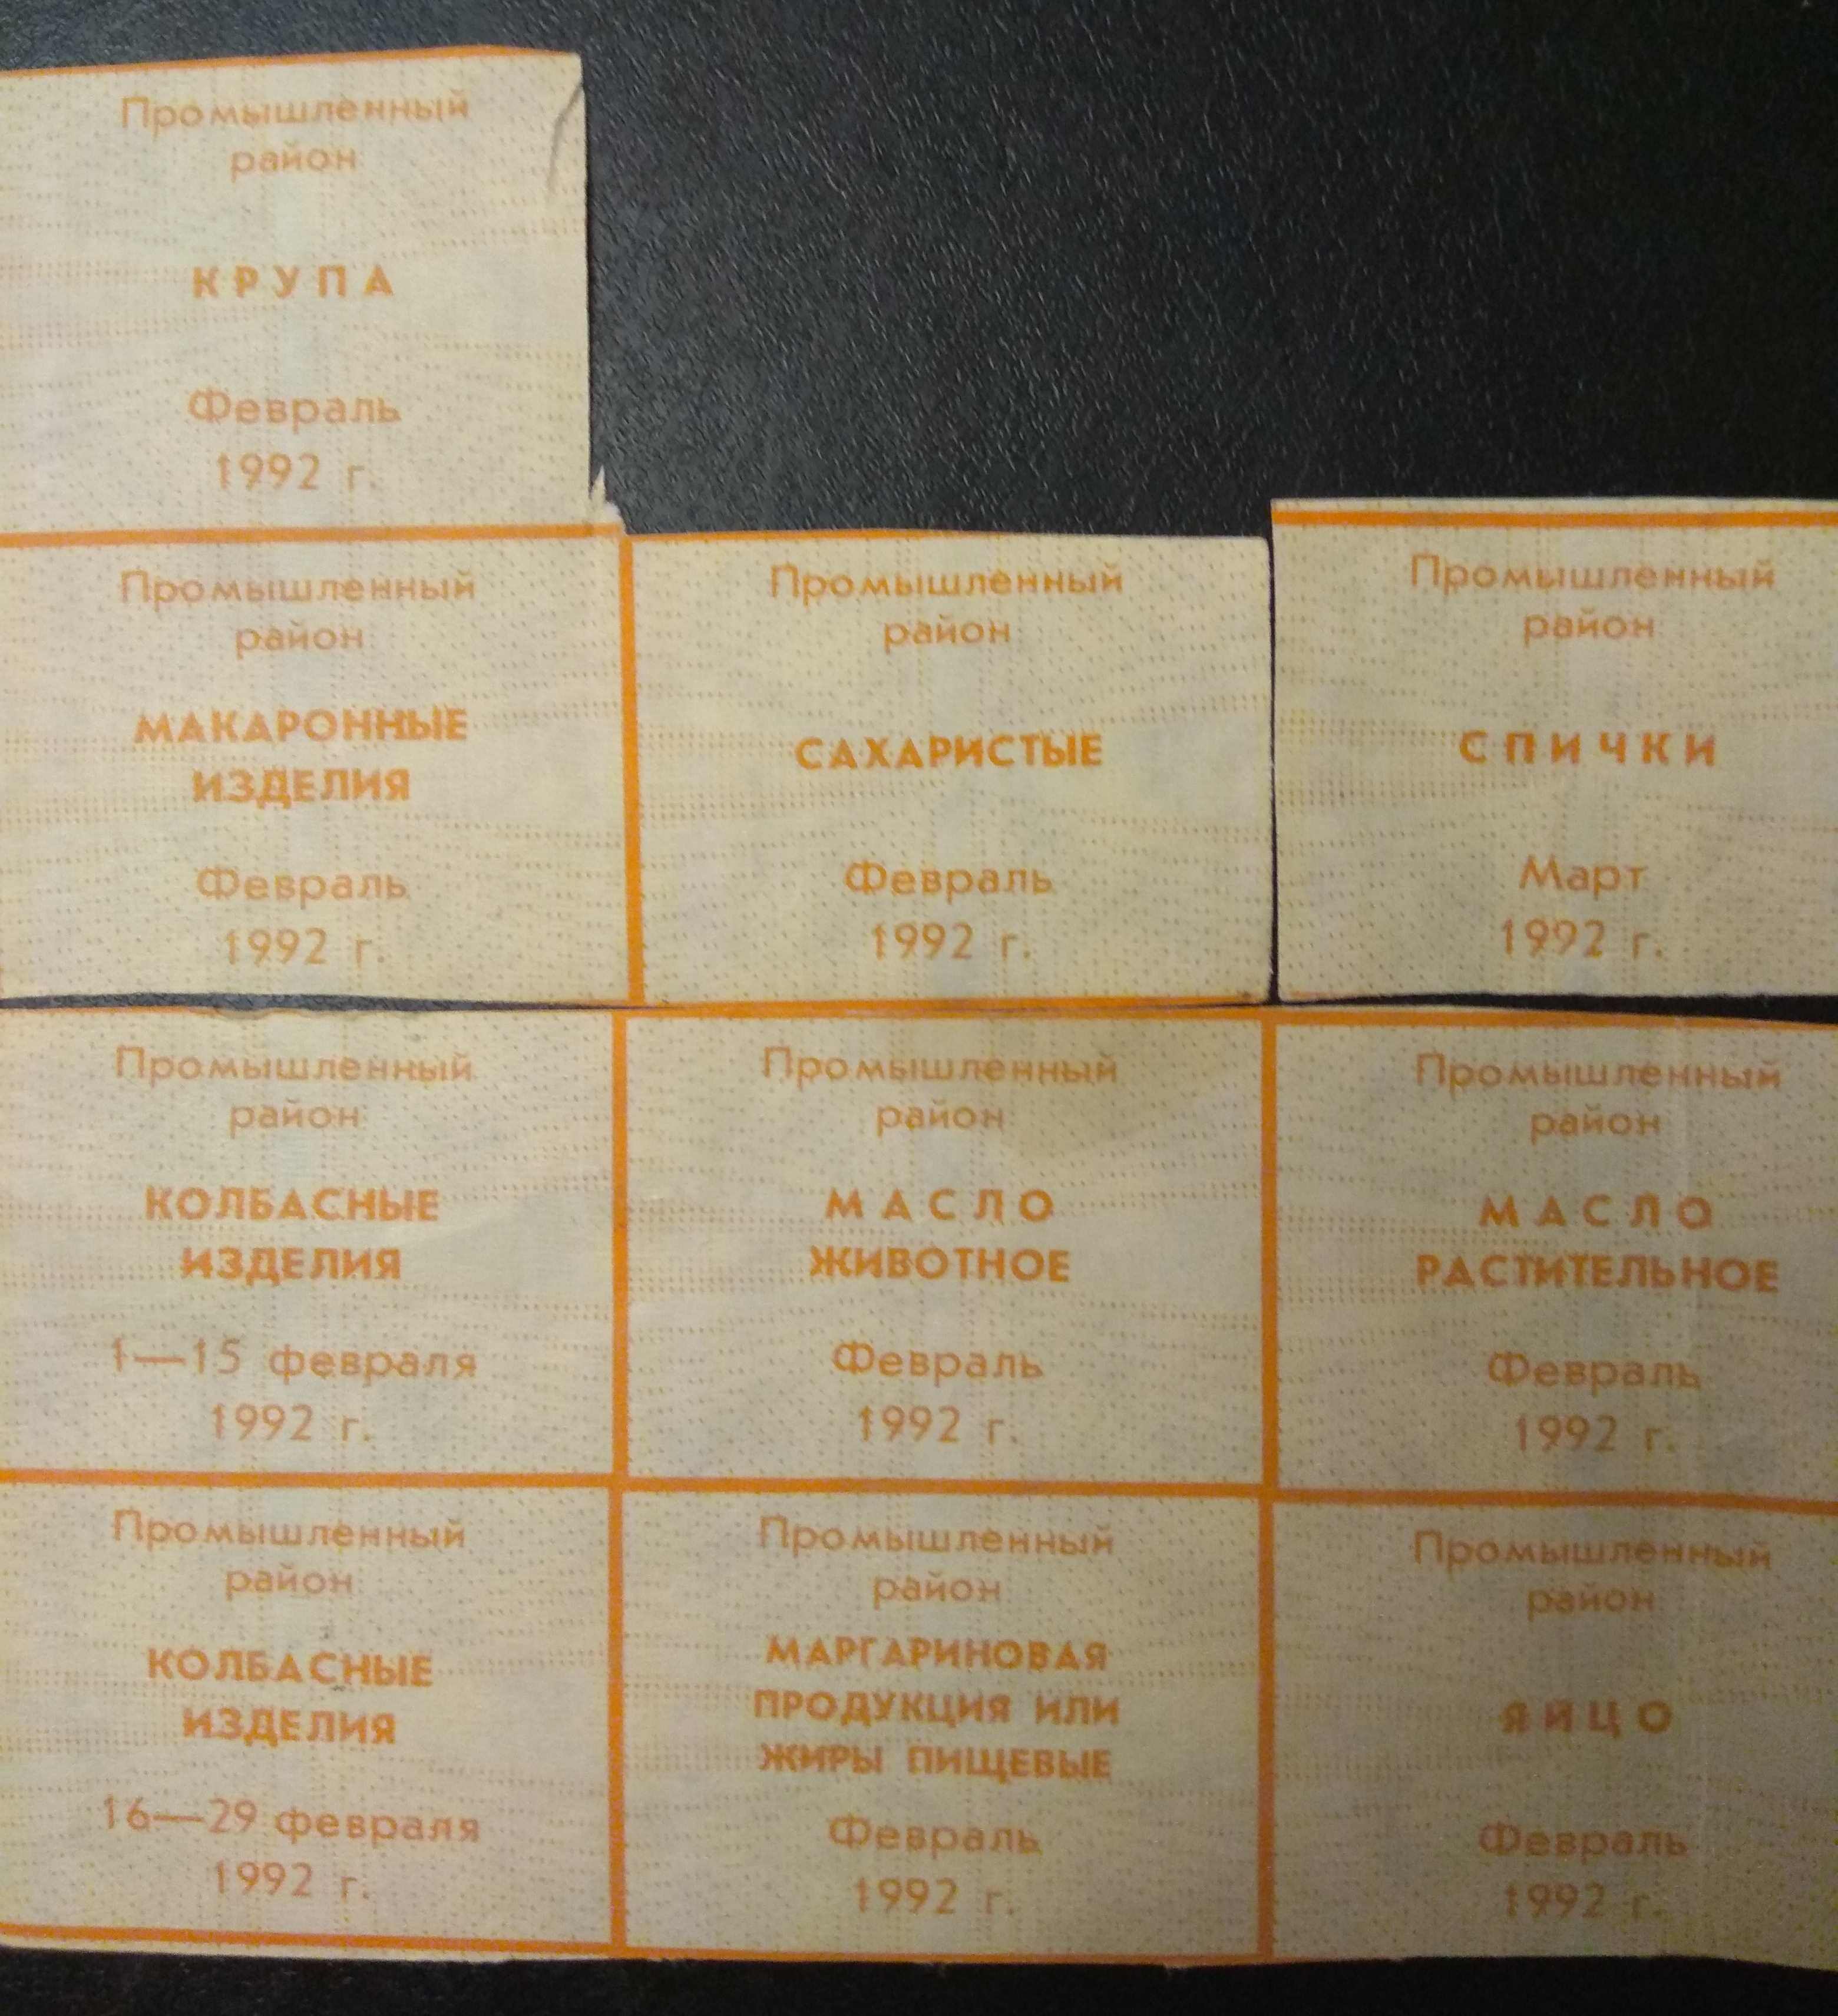 Промышленный
район
КРУПА
Февраль
1992 г.
Промышленный
район
МАКАРОННЫЕ
ИЗДЕЛИЯ
Февраль
1992 г.
Промышленный
район
САХАРИСТЫЕ
Февраль
1992 г.
Промышленный
район
СПИЧКИ
Март
1992 г.
Промышленный
район
КОЛБАСНЫЕ
ИЗДЕЛИЯ
1—15 февраля
1992 г.
Промышленный
район
МАСЛО
ЖИВОТНОЕ
Февраль
1992 г.
Промышленный
район
МАСЛО
РАСТИТЕЛЬНОЕ
Февраль
1992 г.
Промышленный
район
КОЛБАСНЫЕ
ИЗДЕЛИЯ
16—29 февраля
1992 г.
Промышленный
район
МАРГАРИНОВАЯ
ПРОДУКЦИЯ ИЛИ
ЖИРЫ ПИЩЕВЫЕ
Февраль
1992 г.
Промышленный
район
ЯЙЦО
Февраль
1992 г.